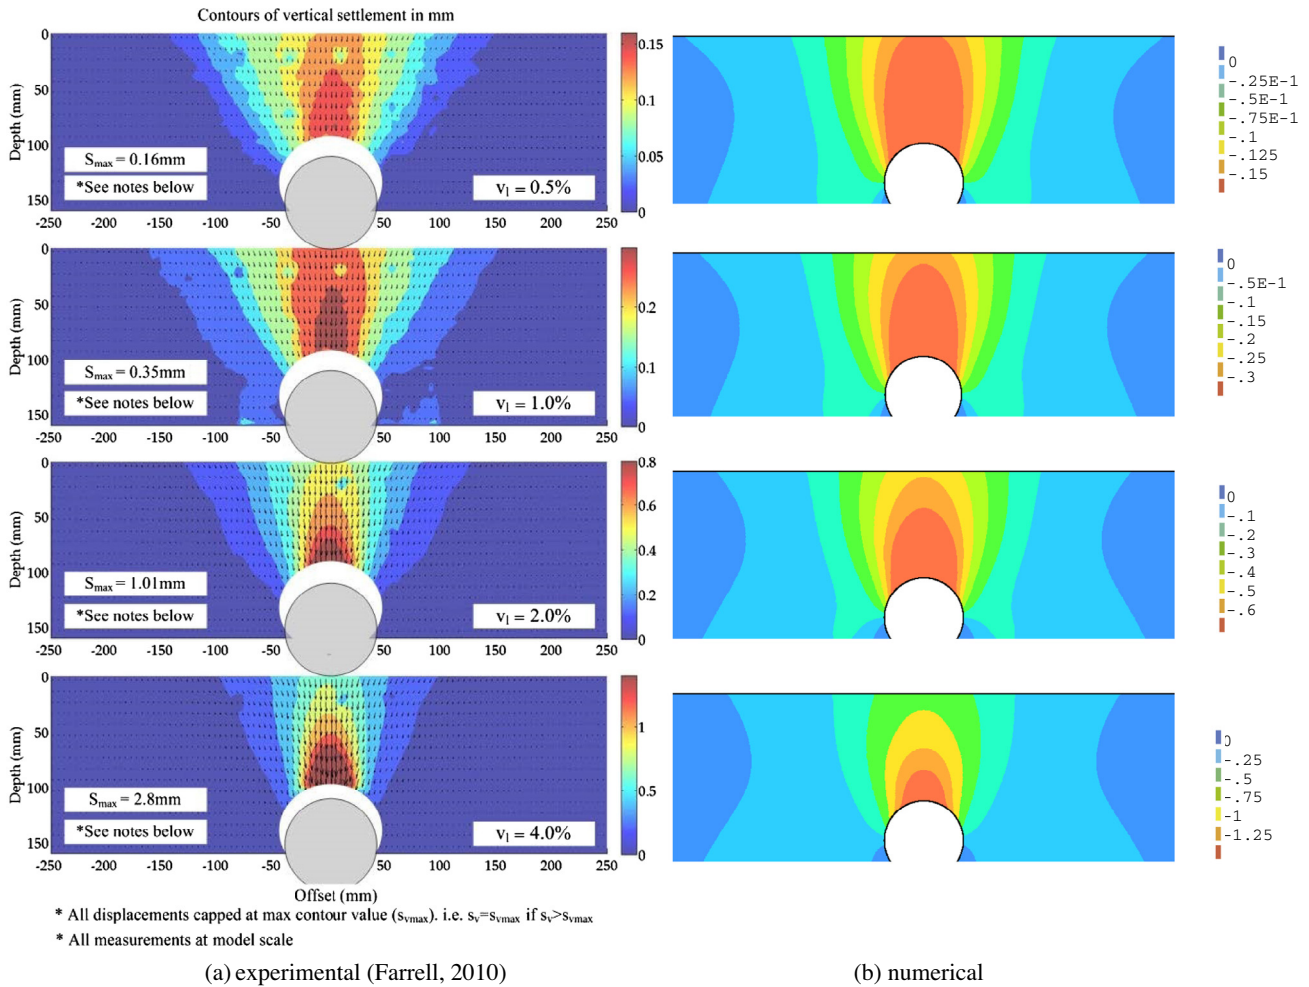 Contours of vertical settlement in mm
0
50
100
150
Depth (mm)
Smax = 0.16mm
*See notes below
vl = 0.5%
-250 -200 -150 -100 -50 0 50 100 150 200 250
0.15
0.1
0.05
0
0
-.25E-1
-.5E-1
-.75E-1
-.1
-.125
-.15
0
50
100
150
Depth (mm)
Smax = 0.35mm
*See notes below
vl = 1.0%
-250 -200 -150 -100 -50 0 50 100 150 200 250
0.2
0.1
0
0
-.5E-1
-.1
-.15
-.2
-.25
-.3
0
50
100
150
Depth (mm)
Smax = 1.01mm
*See notes below
vl = 2.0%
-250 -200 -150 -100 -50 0 50 100 150 200 250
0.8
0.6
0.4
0.2
0
0
-.1
-.2
-.3
-.4
-.5
-.6
0
50
100
150
Depth (mm)
Smax = 2.8mm
*See notes below
vl = 4.0%
-250 -200 -150 -100 -50 0 50 100 150 200 250
1
0.5
0
0
-.25
-.5
-.75
-1
-1.25
Offset (mm)
* All displacements capped at max contour value (svmax). i.e. sv=svmax if sv>svmax
* All measurements at model scale
(a) experimental (Farrell, 2010)
(b) numerical